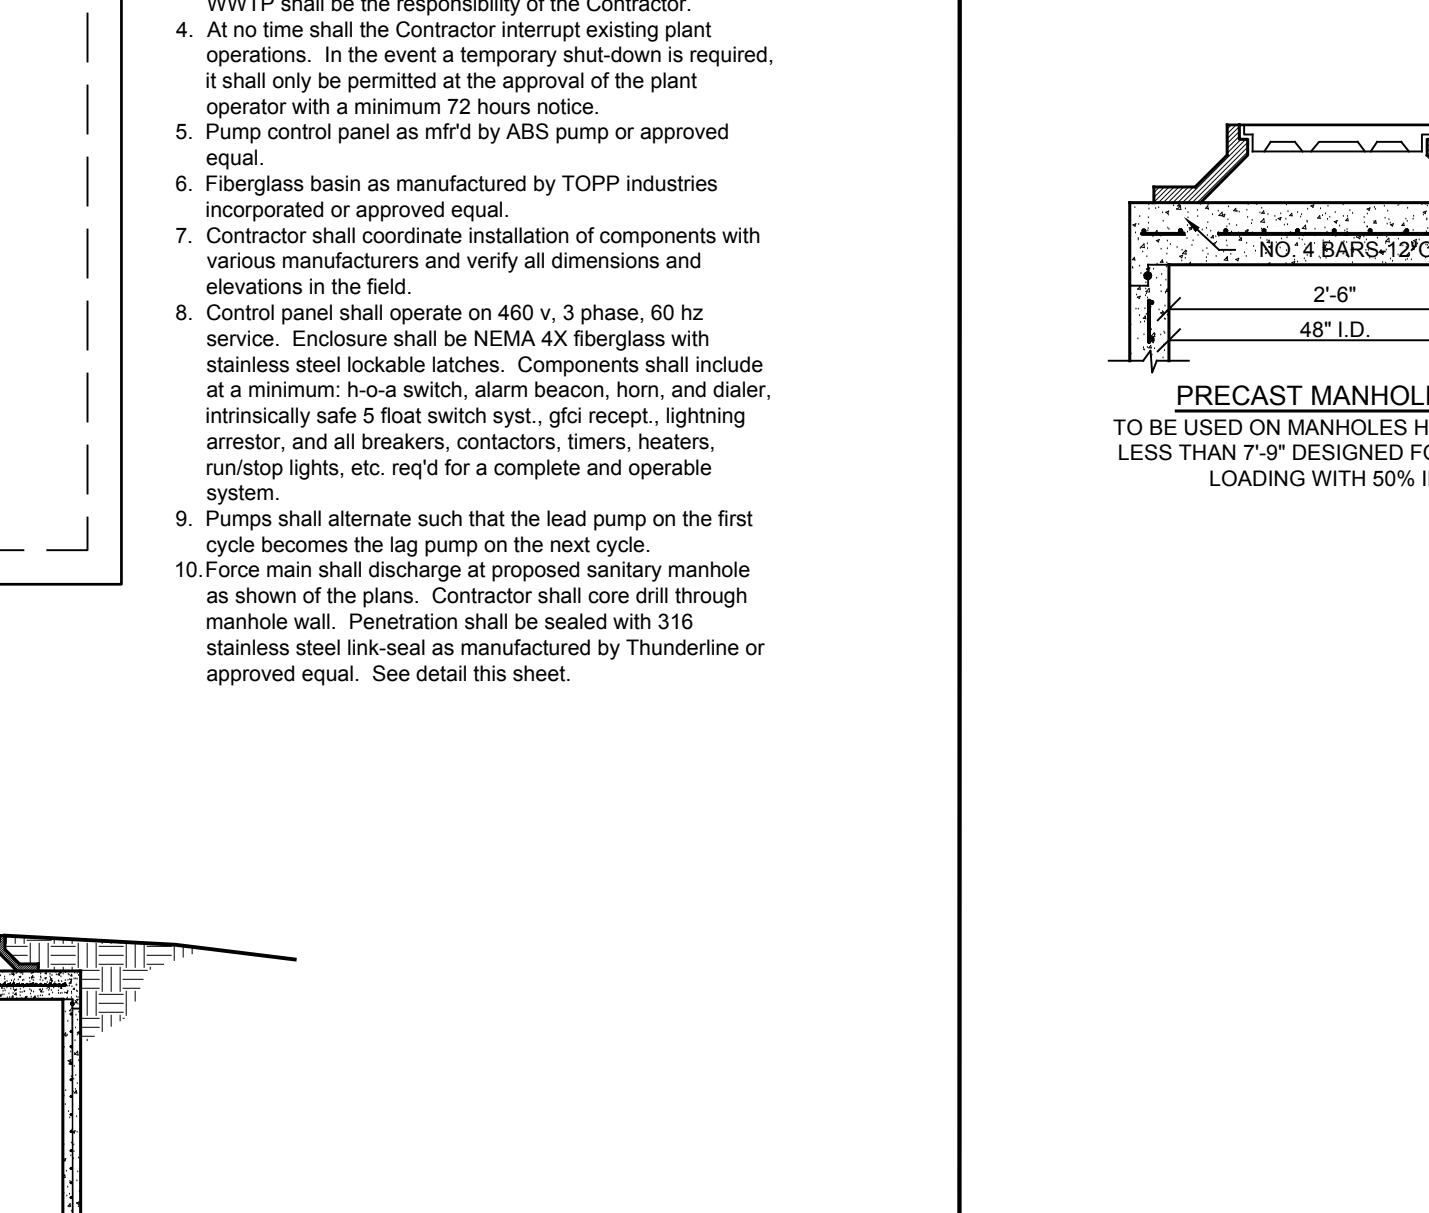 WWTP shall be the responsibility of the Contractor.
4. At no time shall the Contractor interrupt existing plant
operations. In the event a temporary shut-down is required,
it shall only be permitted at the approval of the plant
operator with a minimum 72 hours notice.
5. Pump control panel as mfr'd by ABS pump or approved
equal.
6. Fiberglass basin as manufactured by TOPP industries
incorporated or approved equal.
7. Contractor shall coordinate installation of components with
various manufacturers and verify all dimensions and
elevations in the field.
8. Control panel shall operate on 460 v, 3 phase, 60 hz
service. Enclosure shall be NEMA 4X fiberglass with
stainless steel lockable latches. Components shall include
at a minimum: h-o-a switch, alarm beacon, horn, and dialer,
intrinsically safe 5 float switch syst., gfci recept., lightning
arrestor, and all breakers, contactors, timers, heaters,
run/stop lights, etc. req'd for a complete and operable
system.
9. Pumps shall alternate such that the lead pump on the first
cycle becomes the lag pump on the next cycle.
10. Force main shall discharge at proposed sanitary manhole
as shown of the plans. Contractor shall core drill through
manhole wall. Penetration shall be sealed with 316
stainless steel link-seal as manufactured by Thunderline or
approved equal. See detail this sheet.
NO. 4 BARS-12"
2'-6"
48" I.D.
PRECAST MANHOL
TO BE USED ON MANHOLES H
LESS THAN 7'-9" DESIGNED F
LOADING WITH 50%